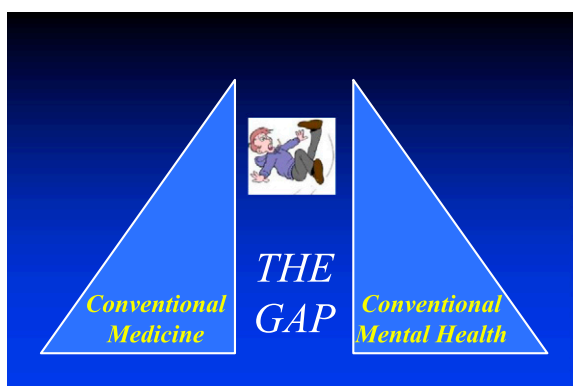 THE
GAP
Conventional
Medicine
Conventional
Mental Health